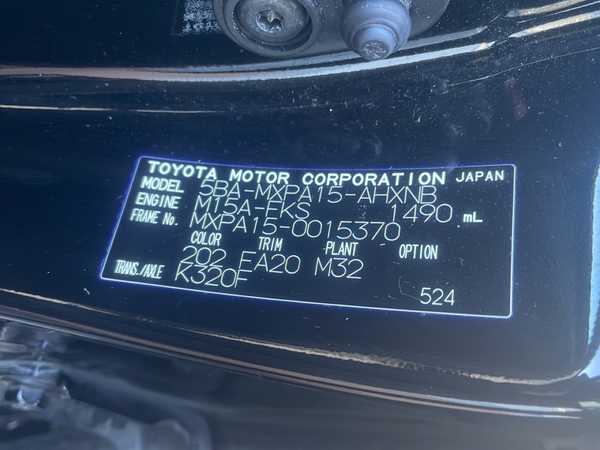 TOYOTA MOTOR CORPORATION JAPAN
MODEL 5BA-MXPA15-AHXNB
ENGINE M15A-FKS 1490 mL
FRAME No. MXPA15-0015370
COLOR TRIM PLANT OPTION
202 EA20 M32
TRANS./AXLE K320F
524